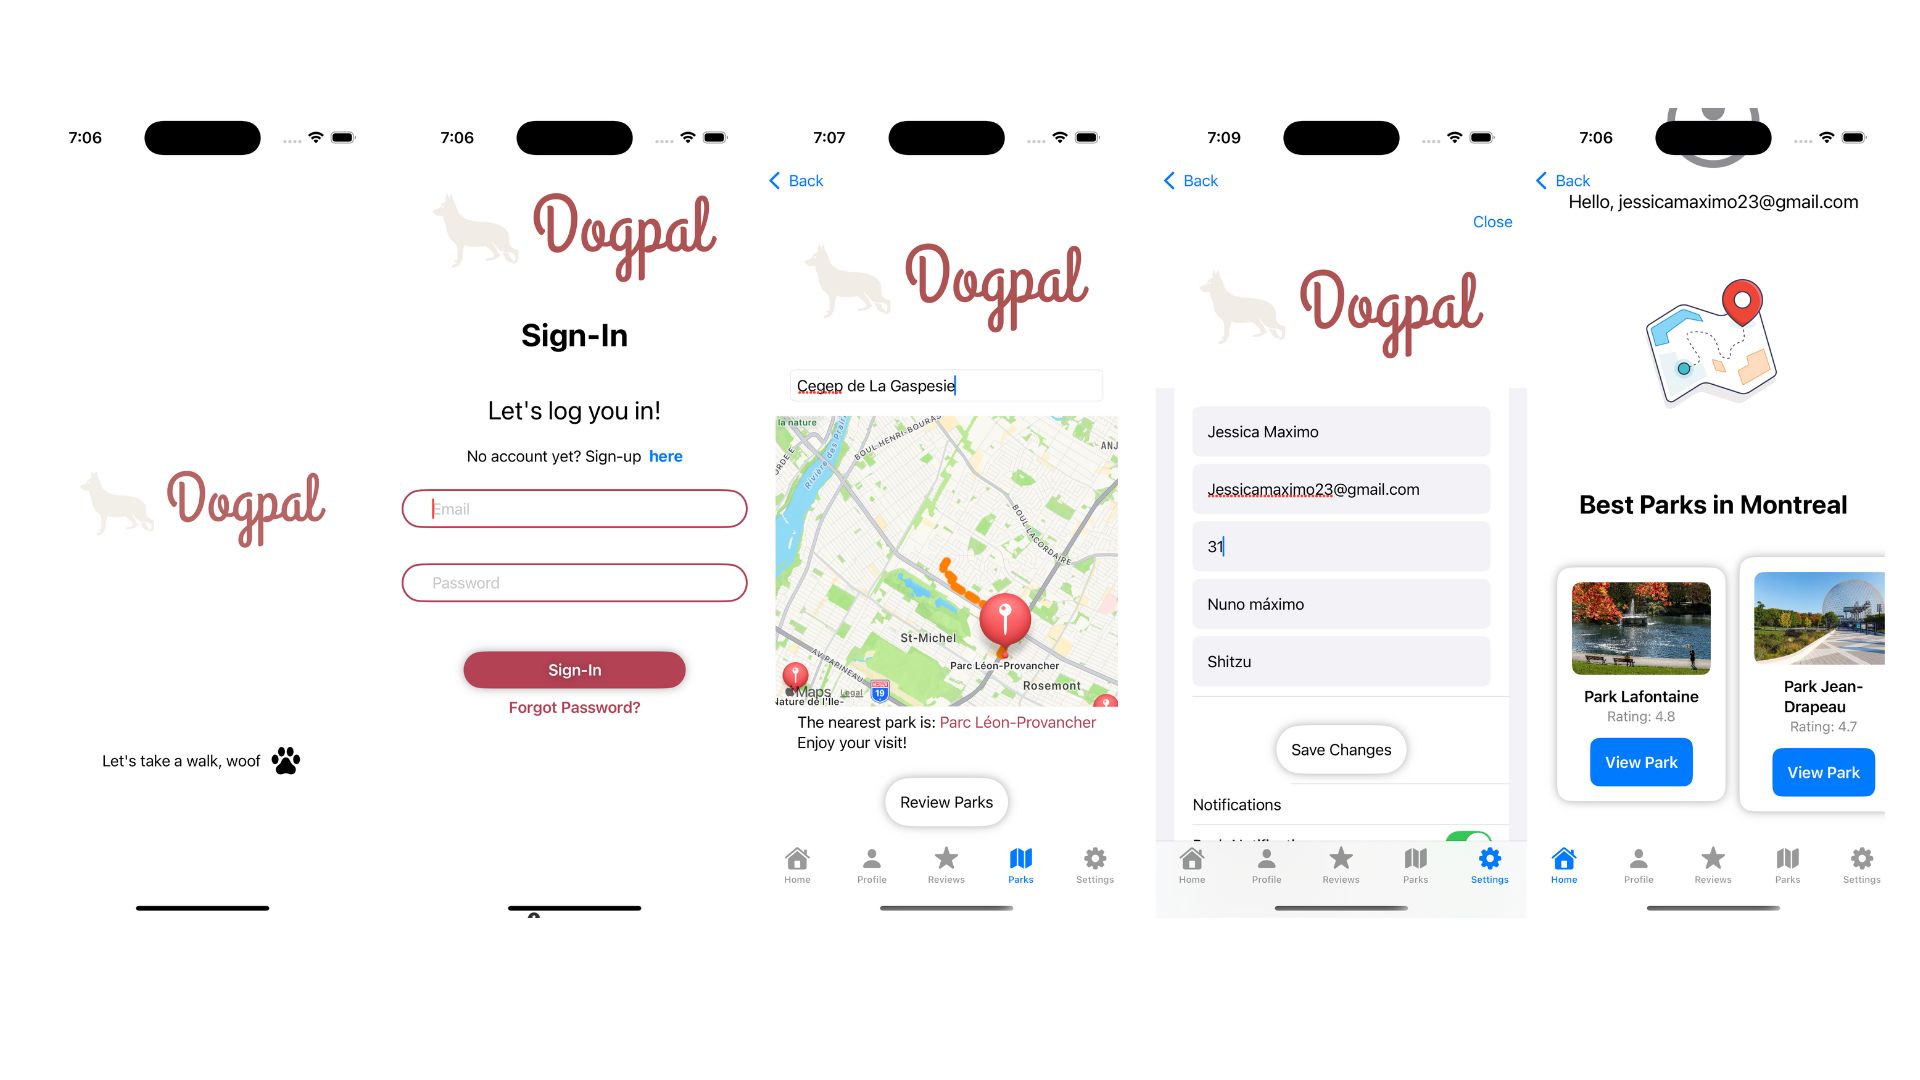 7:06
Dogpal
Let's take a walk, woof
7:06
Dogpal
Sign-In
Let's log you in!
No account yet? Sign-up here
Email
Password
Sign-In
Forgot Password?
7:07
Back
Dogpal
Cegep de La Gaspesie
la nature
BOUL HENRI-BOURAS
ANJ
Rivière des Prairi
BOUL LACORDAIRE
St-Michel
AV PAPINEAU
Parc Léon-Provancher
Rosemont
Maps
Legal
19
Nature de l'Île-
The nearest park is: Parc Léon-Provancher
Enjoy your visit!
Review Parks
Home
Profile
Reviews
Parks
Settings
7:09
Back
Close
Dogpal
Jessica Maximo
Jessicamaximo23@gmail.com
31
Nuno máximo
Shitzu
Save Changes
Notifications
Home
Profile
Reviews
Parks
Settings
7:06
Back
Hello, jessicamaximo23@gmail.com
Best Parks in Montreal
Park Lafontaine
Rating: 4.8
View Park
Park Jean-
Drapeau
Rating: 4.7
View Park
Home
Profile
Reviews
Parks
Settings